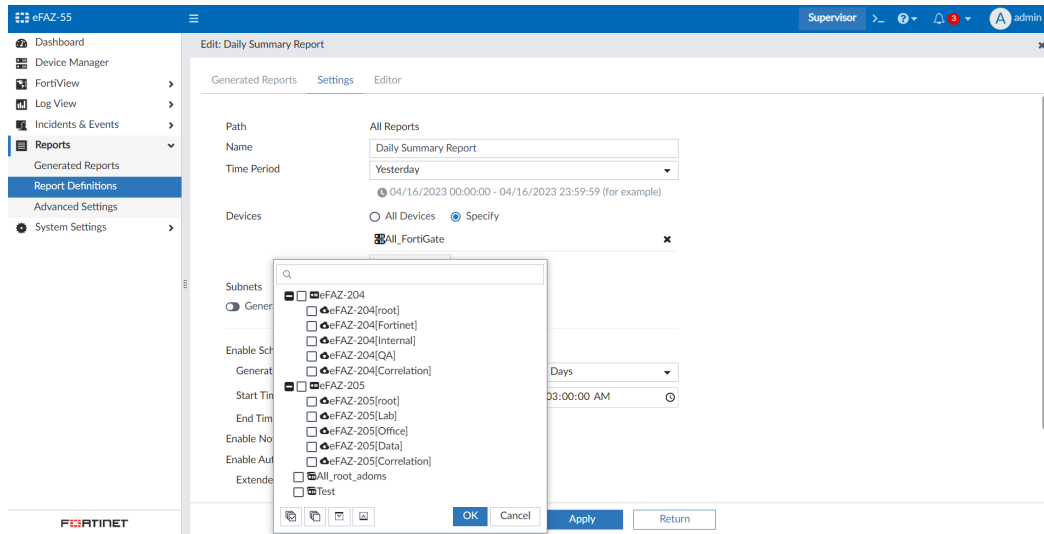 eFAZ-55
Supervisor
>_
3
A
admin
Dashboard
Device Manager
FortiView
Log View
Incidents & Events
Reports
Generated Reports
Report Definitions
Advanced Settings
System Settings
FORTINET
Edit: Daily Summary Report
Generated Reports Settings Editor
Path All Reports
Name Daily Summary Report
Time Period Yesterday
04/16/2023 00:00:00 - 04/16/2023 23:59:59 (for example)
Devices All Devices Specify
All_FortiGate
Subnets
Gener
Enable Sch
Generat Days
Start Tim 03:00:00 AM
End Tim
Enable No
Enable Aut
Extende
eFAZ-204
eFAZ-204[root]
eFAZ-204[Fortinet]
eFAZ-204[Internal]
eFAZ-204[QA]
eFAZ-204[Correlation]
eFAZ-205
eFAZ-205[root]
eFAZ-205[Lab]
eFAZ-205[Office]
eFAZ-205[Data]
eFAZ-205[Correlation]
All_root_adoms
Test
OK Cancel
Apply Return